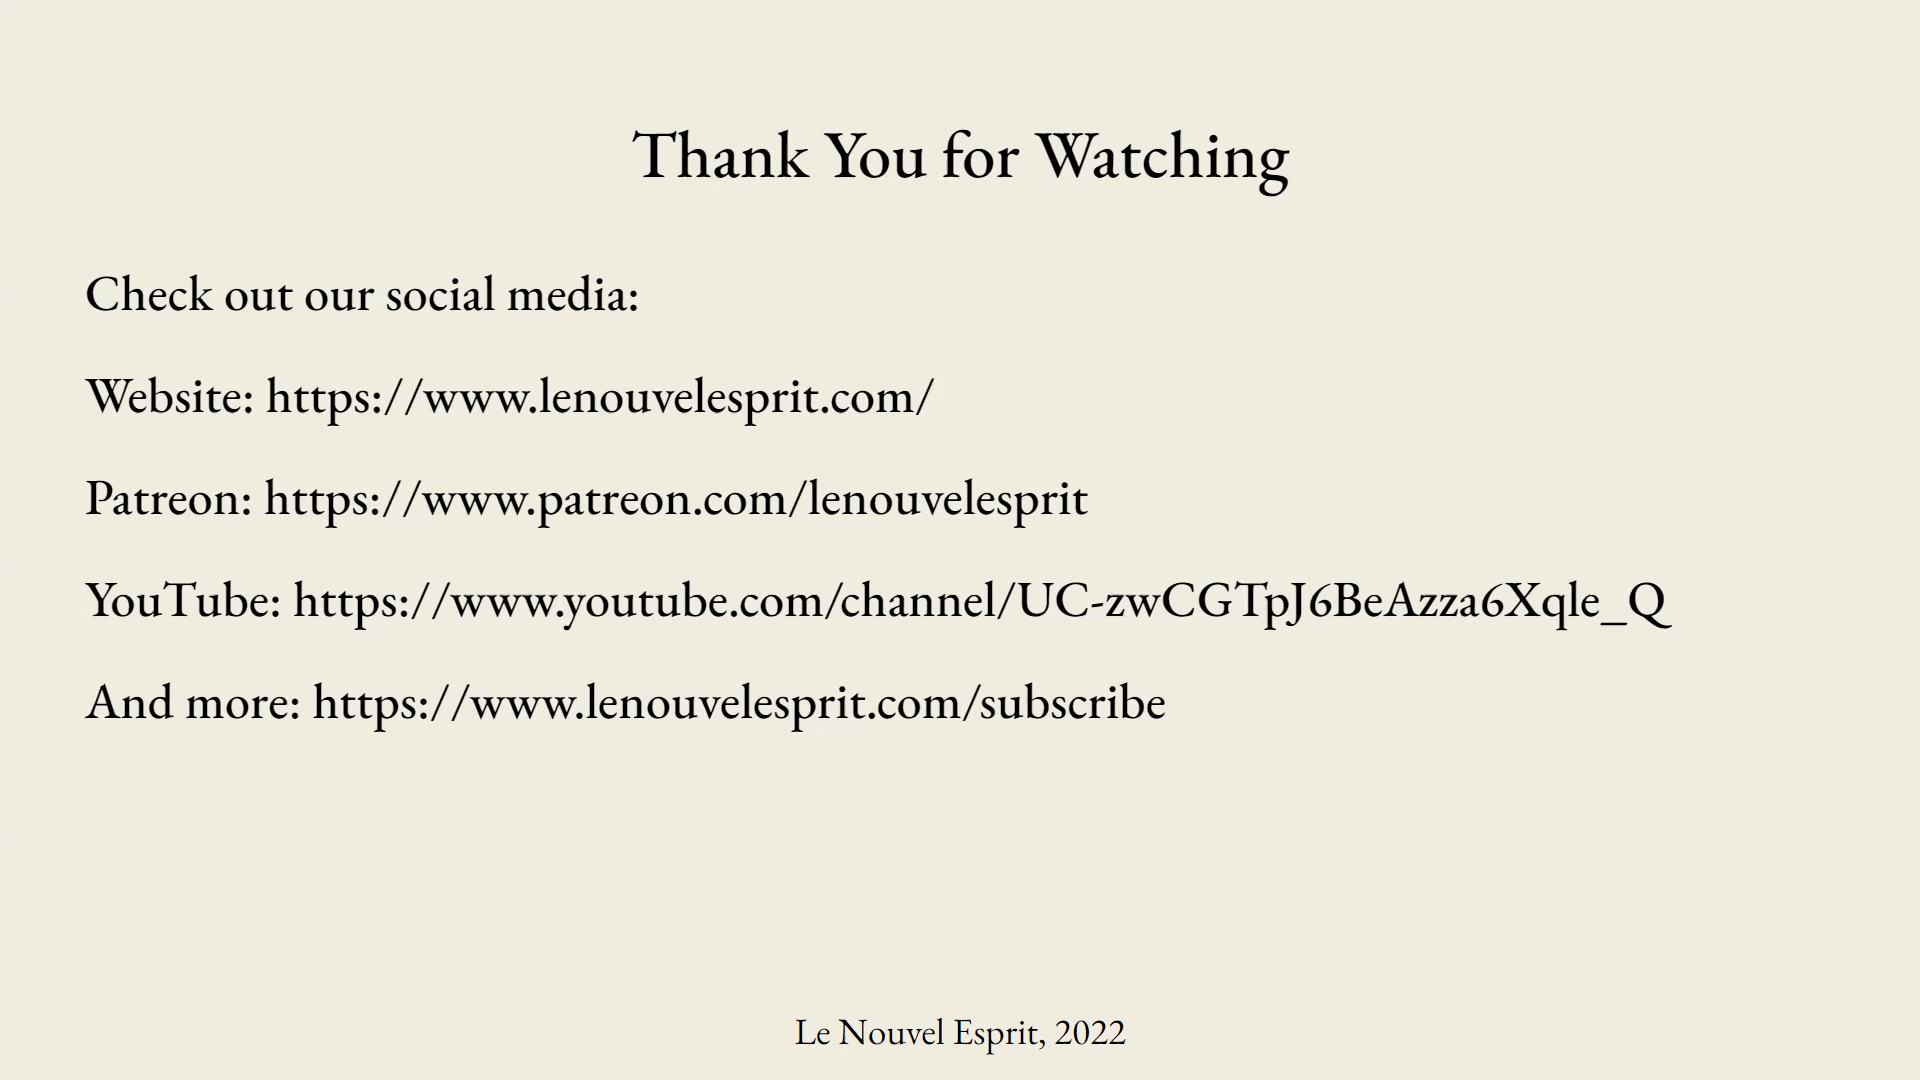 Thank You for Watching
Check out our social media:
Website: https://www.lenouvelesprit.com/
Patreon: https://www.patreon.com/lenouvelesprit
YouTube: https://www.youtube.com/channel/UC-zwCGTpJ6BeAzza6Xqle_Q
And more: https://www.lenouvelesprit.com/subscribe
Le Nouvel Esprit, 2022